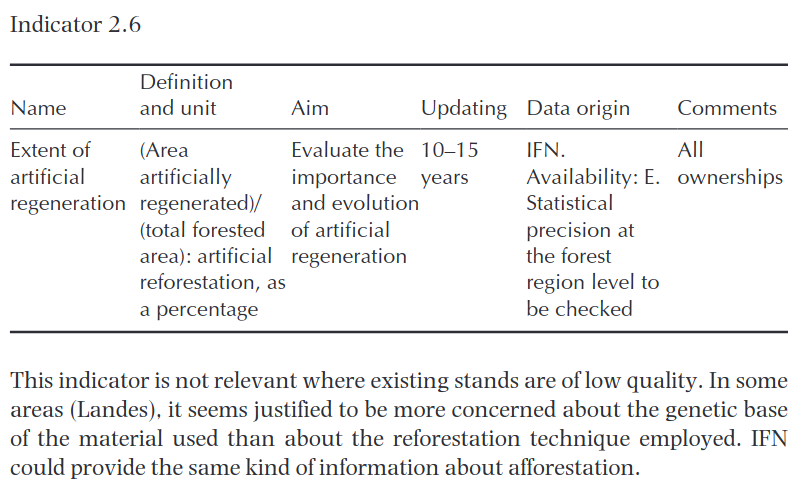 Indicator 2.6
Definition
Name and unit Aim Updating Data origin Comments
Extent of (Area Evaluate the 10–15 IFN. All
artificial artificially importance years Availability: E. ownerships
regeneration regenerated)/ and evolution Statistical
(total forested of artificial precision at
area): artificial regeneration the forest
reforestation, as region level to
a percentage be checked
This indicator is not relevant where existing stands are of low quality. In some
areas (Landes), it seems justified to be more concerned about the genetic base
of the material used than about the reforestation technique employed. IFN
could provide the same kind of information about afforestation.